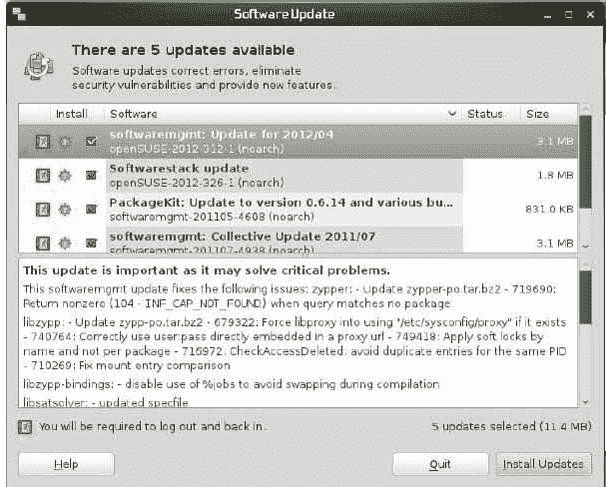 Software Update
There are 5 updates available
Software updates correct errors, eliminate
security vulnerabilities and provide new features.
Install Software Status Size
softwaremgmt: Update for 2012/04
openSUSE-2012-312-1 (noarch) 3.1 MB
Softwarestack update
openSUSE-2012-326-1 (noarch) 1.8 MB
PackageKit: Update to version 0.6.14 and various bu...
softwaremgmt-201105-4608 (noarch) 831.0 KB
softwaremgmt: Collective Update 2011/07
softwaremgmt-201107-4938 (noarch) 3.1 MB
This update is important as it may solve critical problems.
This softwaremgmt update fixes the following issues: zypper: - Update zypper-po.tar.bz2 - 719690;
Return nonzero (104 - INF_CAP_NOT_FOUND) when query matches no package
libzypp: - Update zypp-po.tar.bz2 - 679322; Force libproxy into using "/etc/sysconfig/proxy" if it exists
- 740764: Correctly use user:pass directly embedded in a proxy url - 749418: Apply soft locks by
name and not per package - 715972; CheckAccessDeleted: avoid duplicate entries for the same PID
- 710269; Fix mount entry comparison
libzypp-bindings: - disable use of %jobs to avoid swapping during compilation
libsatsolver: - updated specfile
You will be required to log out and back in.
5 updates selected (11.4 MB)
Help Quit Install Updates